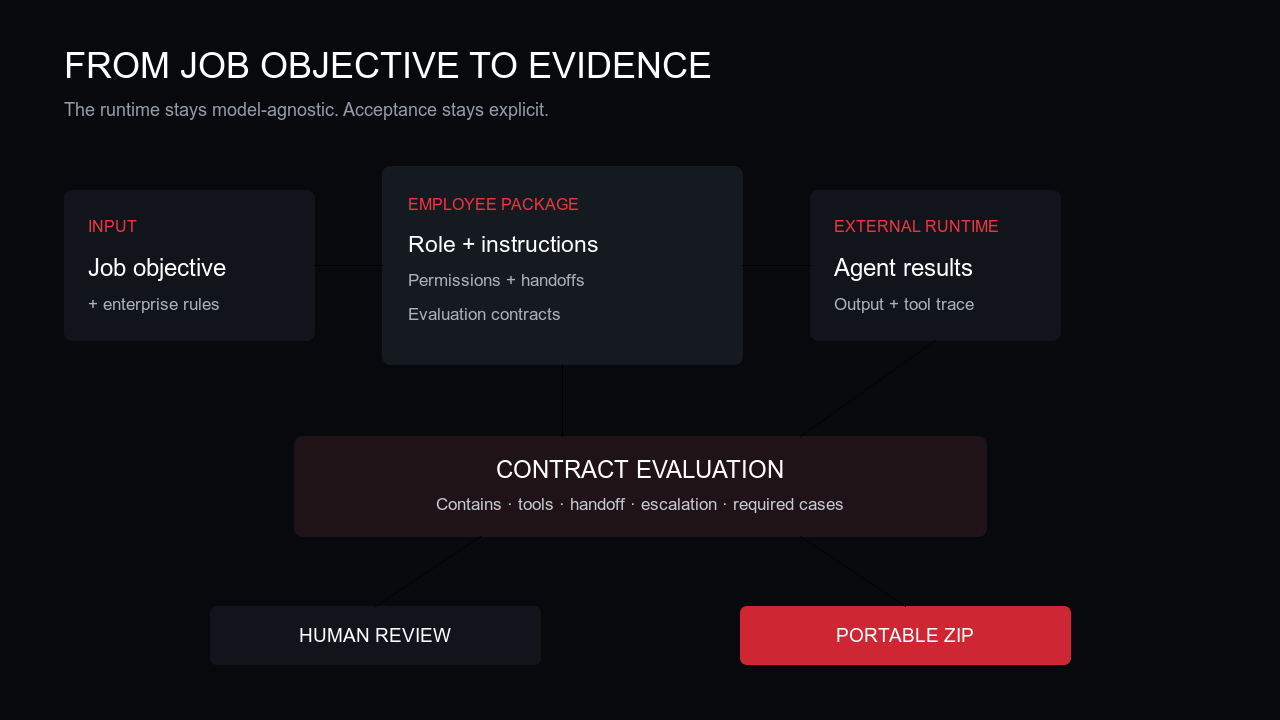 FROM JOB OBJECTIVE TO EVIDENCE
The runtime stays model-agnostic. Acceptance stays explicit.
INPUT
Job objective
+ enterprise rules
EMPLOYEE PACKAGE
Role + instructions
Permissions + handoffs
Evaluation contracts
EXTERNAL RUNTIME
Agent results
Output + tool trace
CONTRACT EVALUATION
Contains · tools · handoff · escalation · required cases
HUMAN REVIEW
PORTABLE ZIP